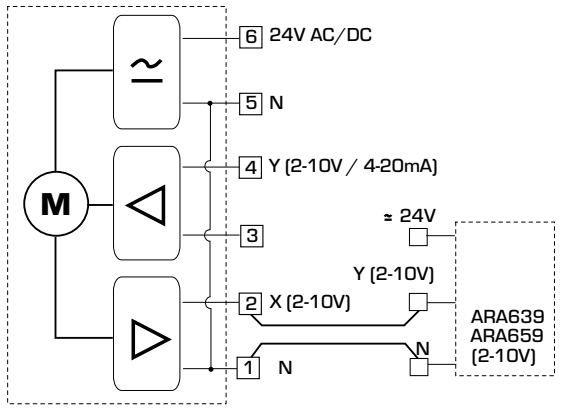 6 24V AC/DC
5 N
4 Y (2-10V / 4-20mA)
M
3
≃ 24V
Y (2-10V)
2 X (2-10V)
ARA639
ARA659
(2-10V)
N
1 N